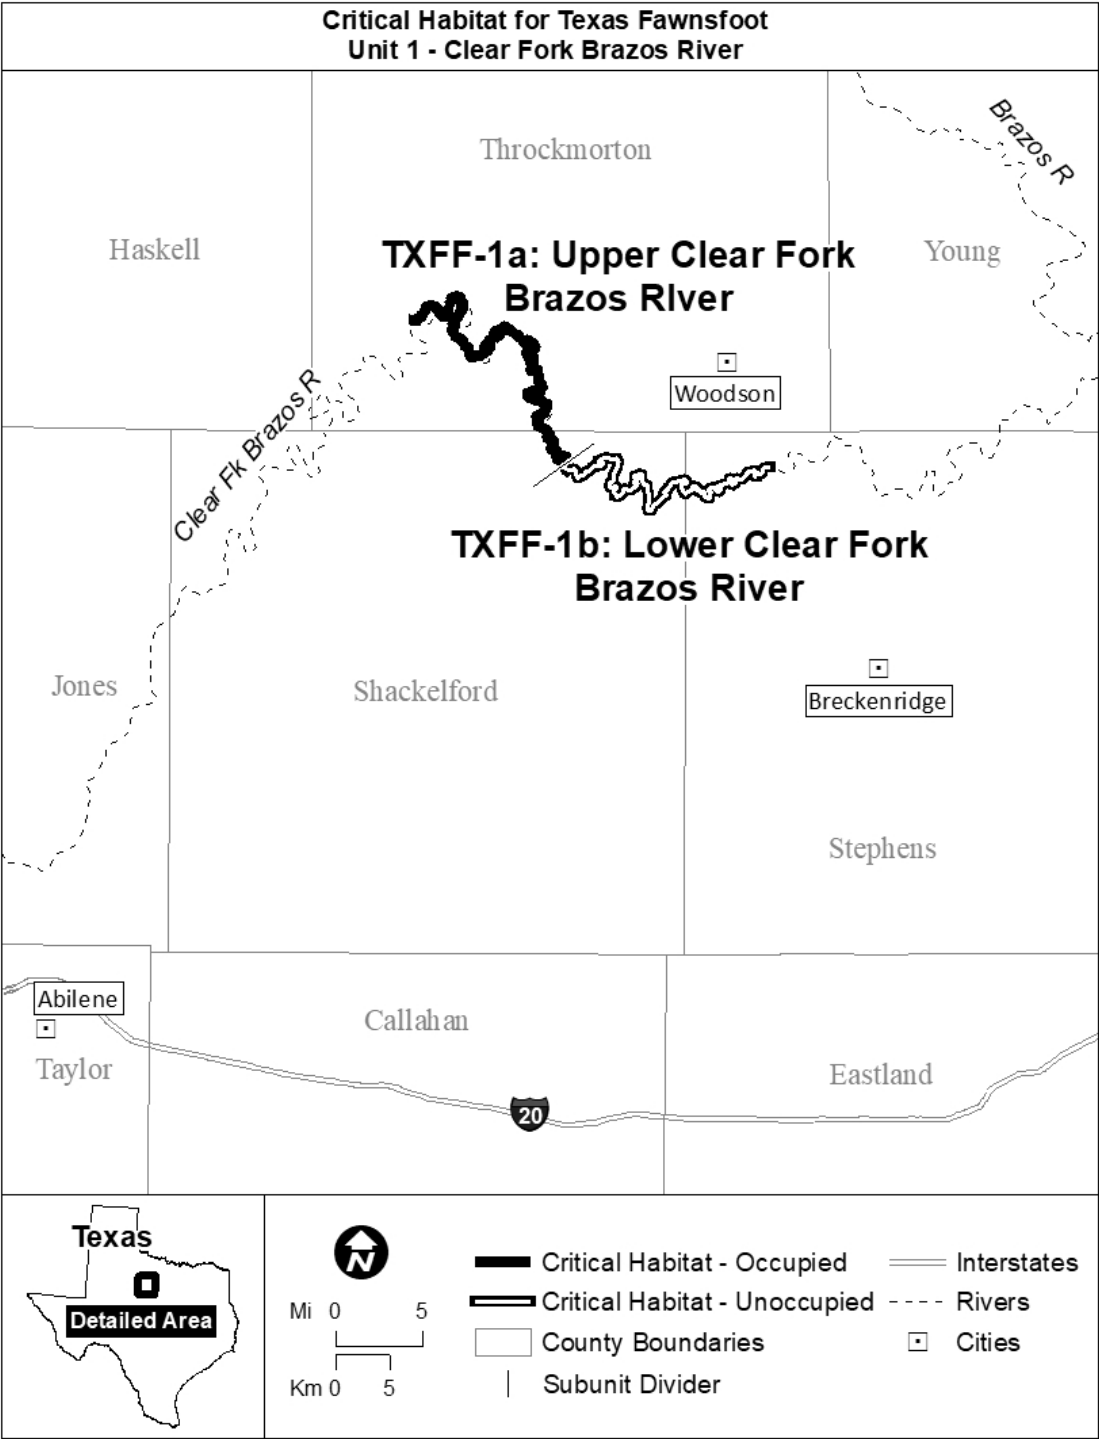 Critical Habitat for Texas Fawnsfoot
Unit 1 - Clear Fork Brazos River
Brazos R
Throckmorton
Haskell
Young
TXFF-1a: Upper Clear Fork
Brazos RIver
Woodson
Clear Fk Brazos R
TXFF-1b: Lower Clear Fork
Brazos River
Jones
Shackelford
Breckenridge
Stephens
Abilene
Callahan
Taylor
Eastland
20
Texas
Detailed Area
N
Mi 0 5
Km 0 5
Critical Habitat - Occupied
Critical Habitat - Unoccupied
County Boundaries
Subunit Divider
Interstates
Rivers
Cities